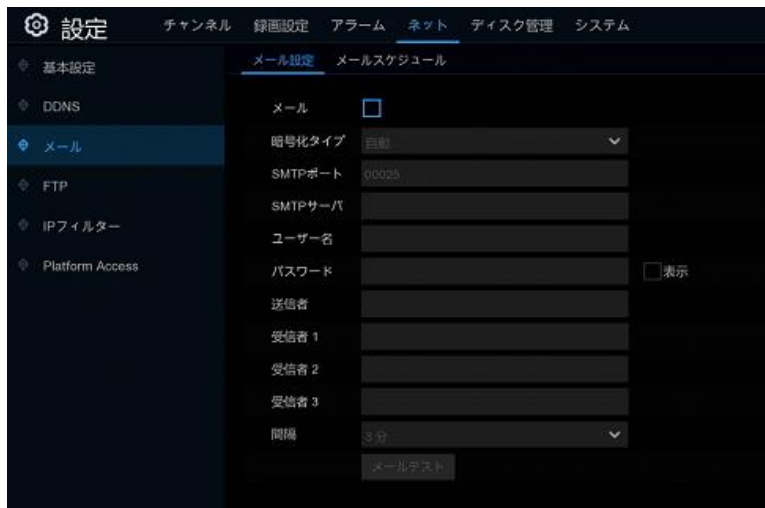 設定 チャンネル 録画設定 アラーム ネット ディスク管理 システム
基本設定
DDNS
メール
FTP
IPフィルター
Platform Access
メール設定 メールスケジュール
メール
暗号化タイプ 自動
SMTPポート 00025
SMTPサーバ
ユーザー名
パスワード 表示
送信者
受信者 1
受信者 2
受信者 3
間隔 3 分
メールテスト